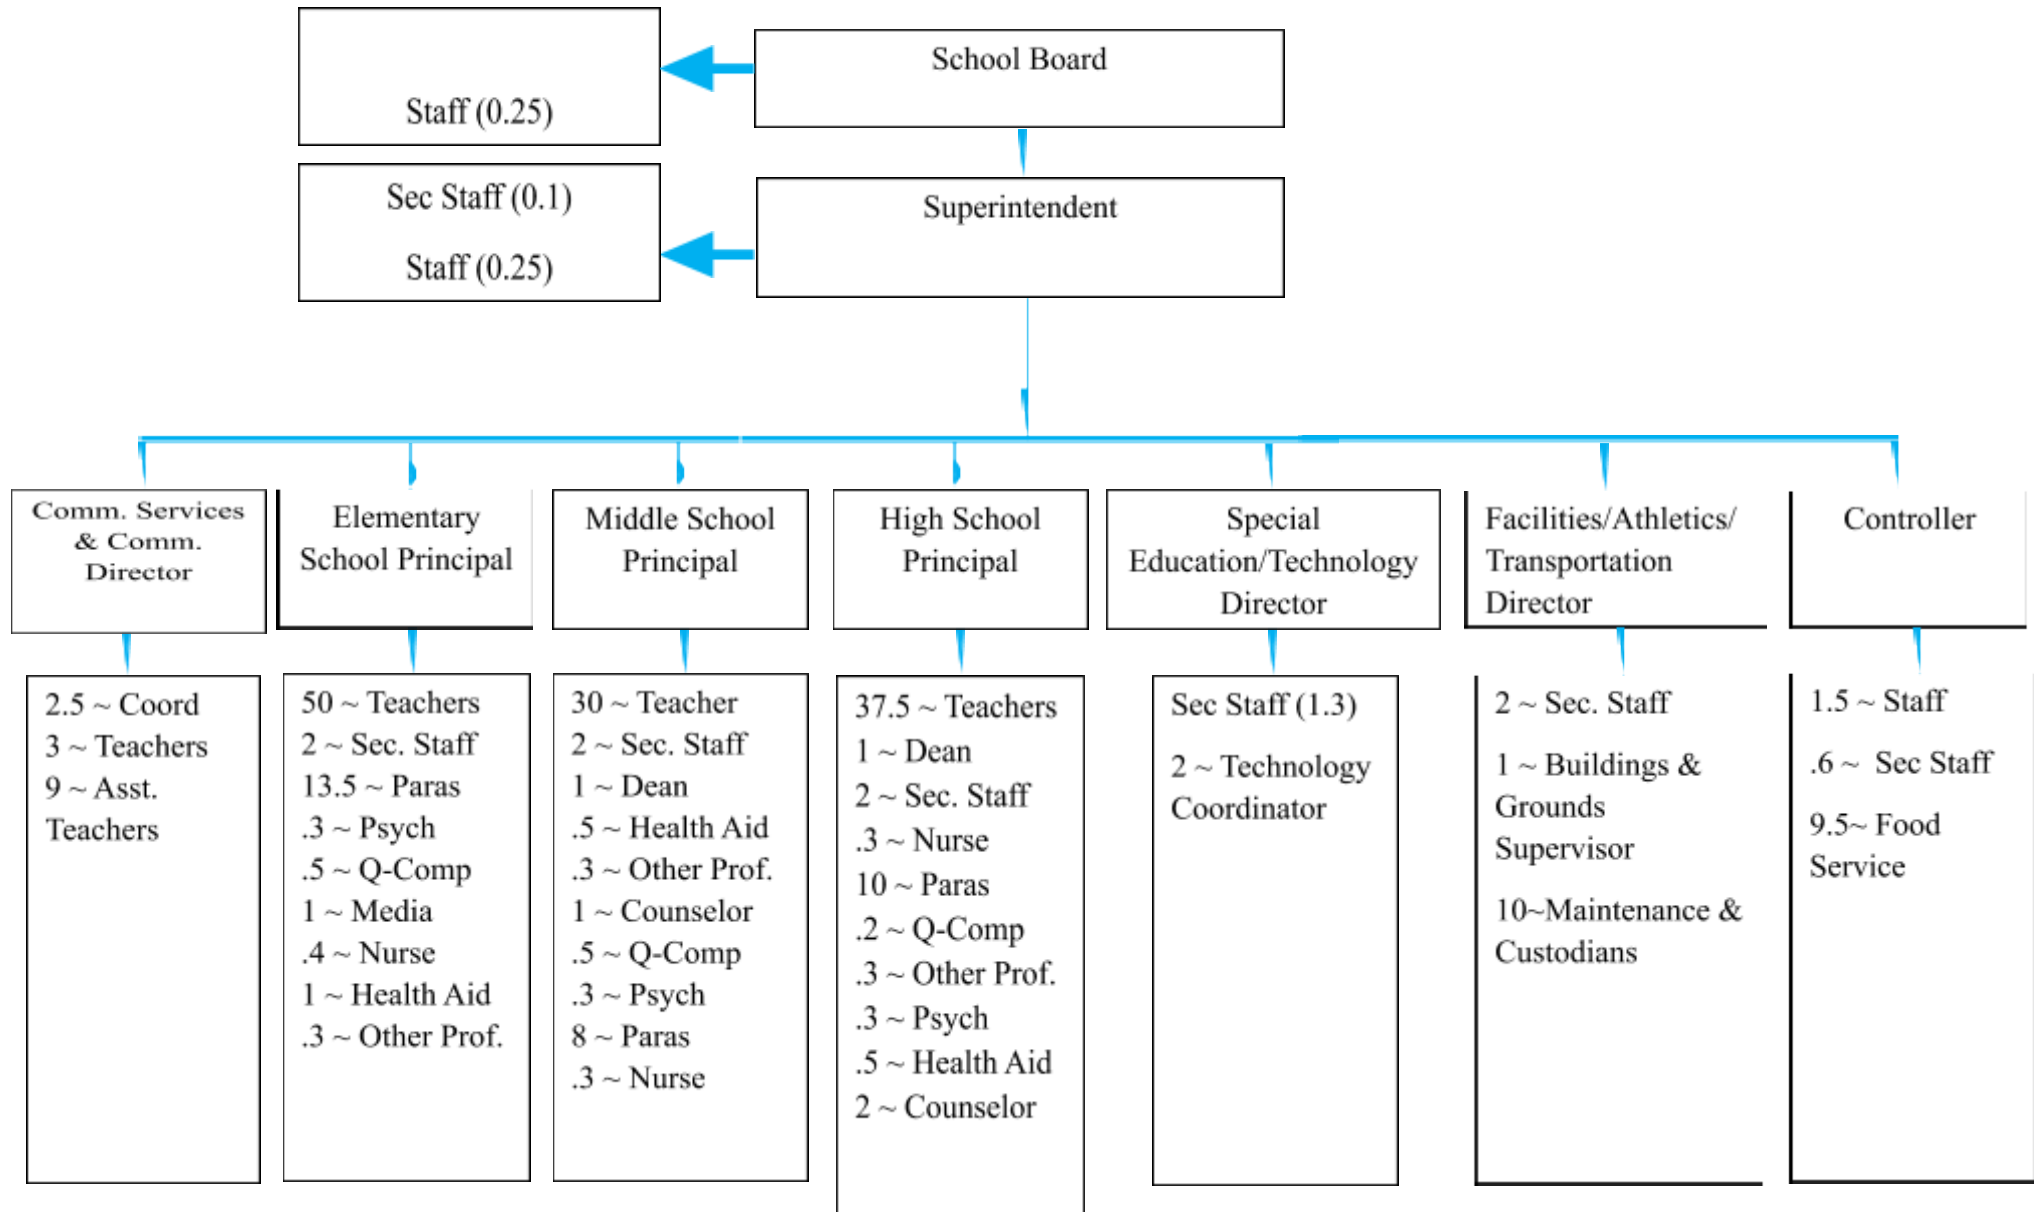 School Board
Staff (0.25)
Superintendent
Sec Staff (0.1)
Staff (0.25)
Comm. Services
& Comm.
Director
Elementary
School Principal
Middle School
Principal
High School
Principal
Special
Education/Technology
Director
Facilities/Athletics/
Transportation
Director
Controller
2.5 ~ Coord
3 ~ Teachers
9 ~ Asst.
Teachers
50 ~ Teachers
2 ~ Sec. Staff
13.5 ~ Paras
.3 ~ Psych
.5 ~ Q-Comp
1 ~ Media
.4 ~ Nurse
1 ~ Health Aid
.3 ~ Other Prof.
30 ~ Teacher
2 ~ Sec. Staff
1 ~ Dean
.5 ~ Health Aid
.3 ~ Other Prof.
1 ~ Counselor
.5 ~ Q-Comp
.3 ~ Psych
8 ~ Paras
.3 ~ Nurse
37.5 ~ Teachers
1 ~ Dean
2 ~ Sec. Staff
.3 ~ Nurse
10 ~ Paras
.2 ~ Q-Comp
.3 ~ Other Prof.
.3 ~ Psych
.5 ~ Health Aid
2 ~ Counselor
Sec Staff (1.3)
2 ~ Technology
Coordinator
2 ~ Sec. Staff
1 ~ Buildings &
Grounds
Supervisor
10~Maintenance &
Custodians
1.5 ~ Staff
.6 ~ Sec Staff
9.5~ Food
Service